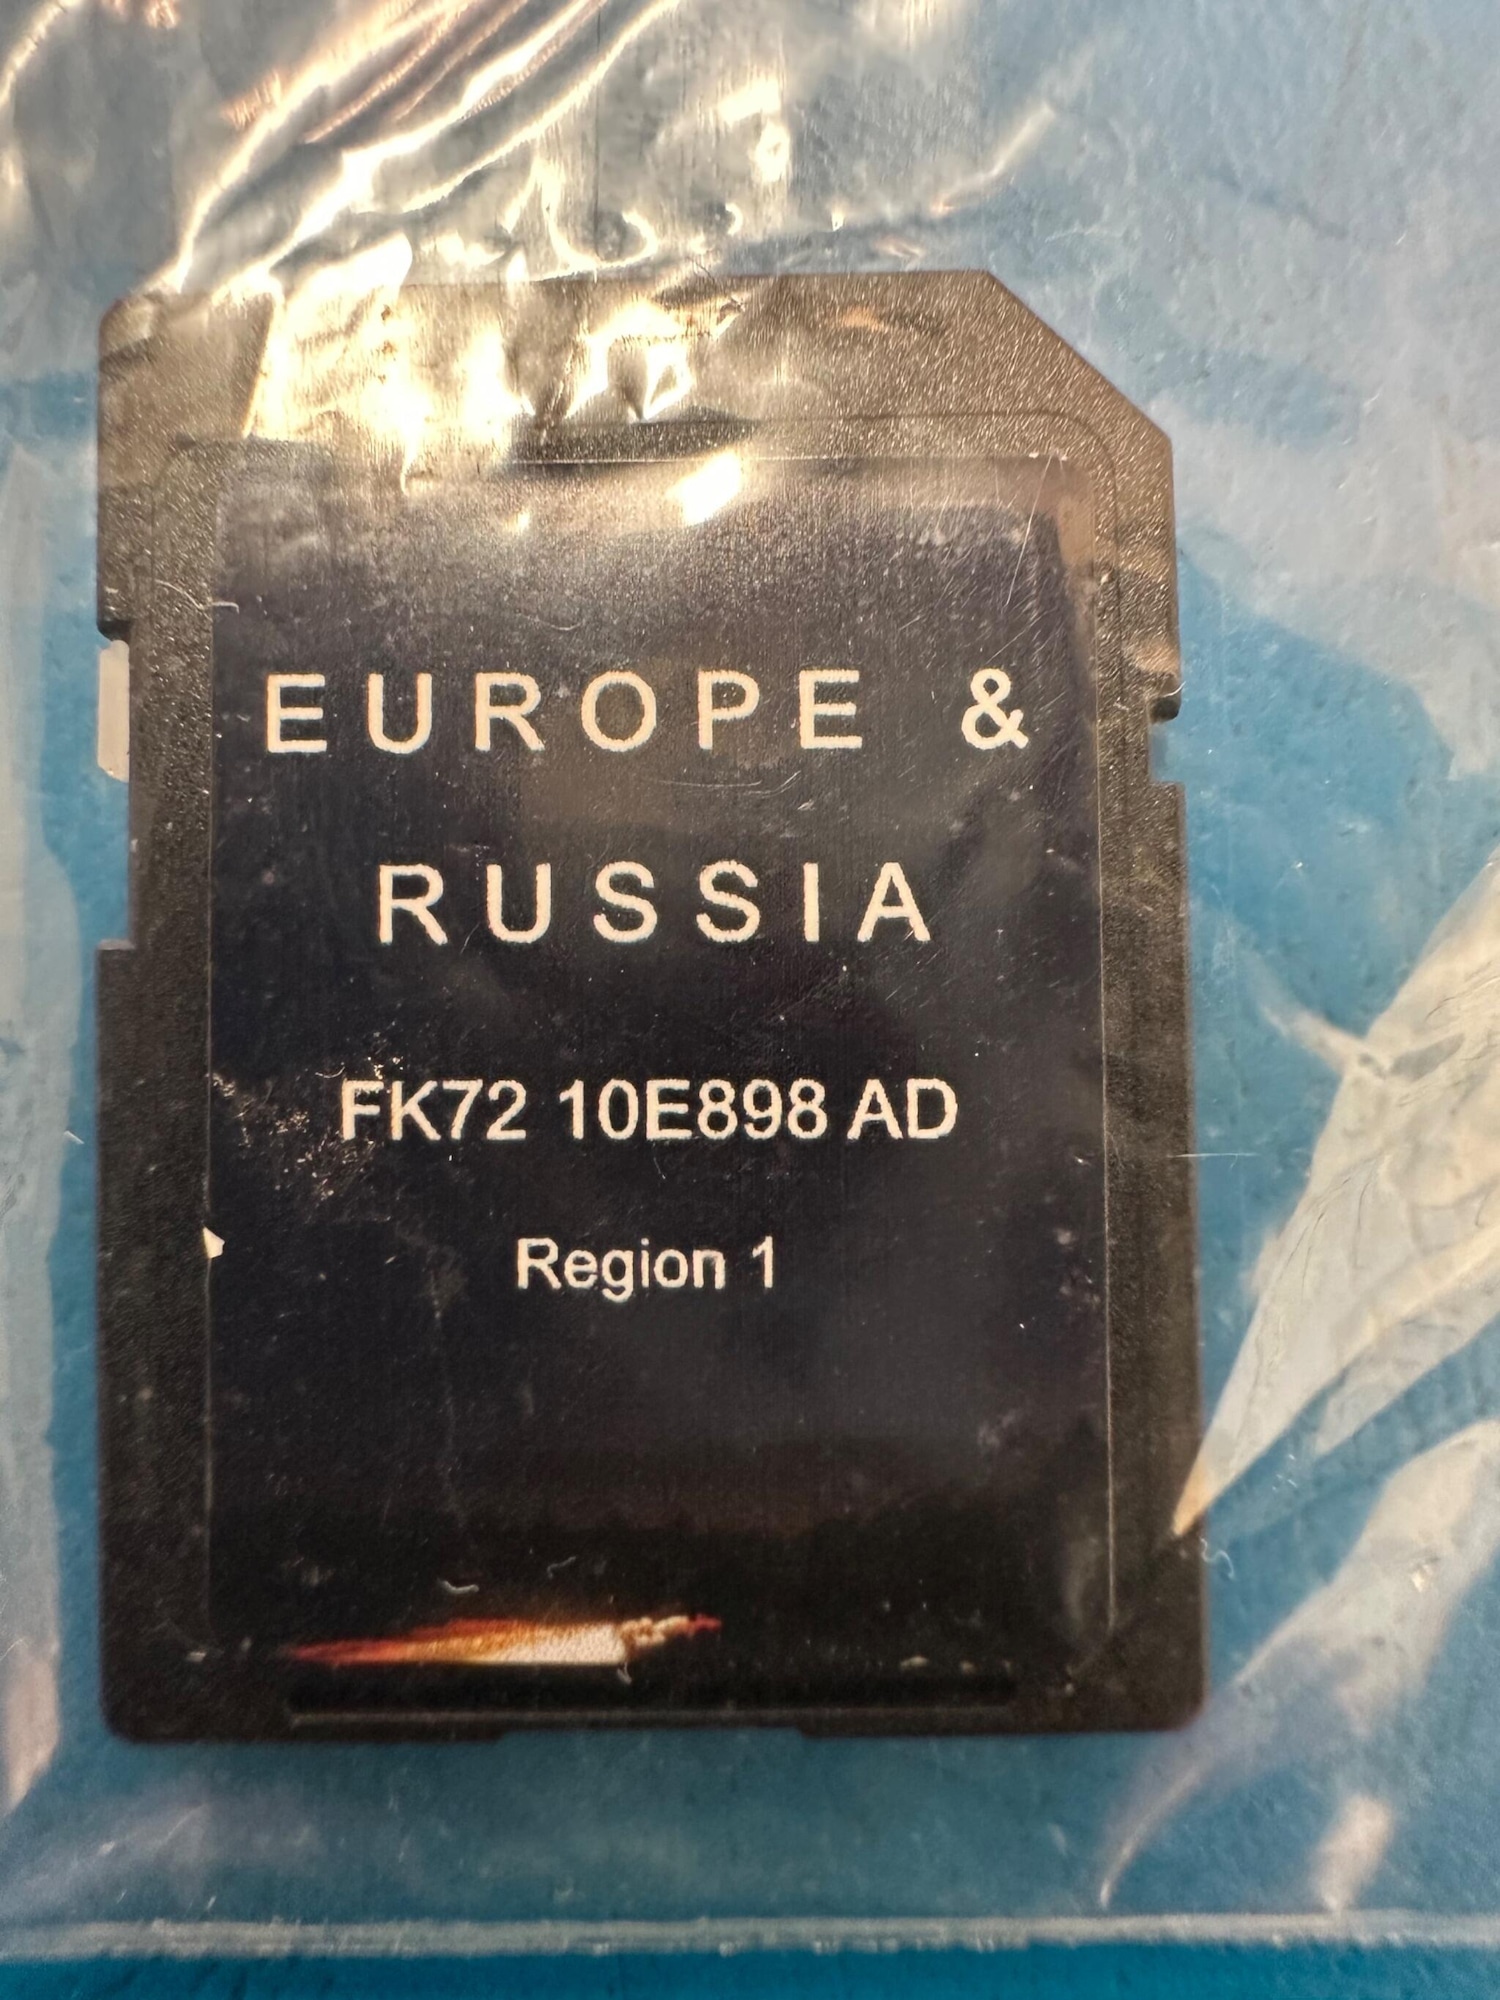 EUROPE &
RUSSIA
FK72 10E898 AD
Region 1